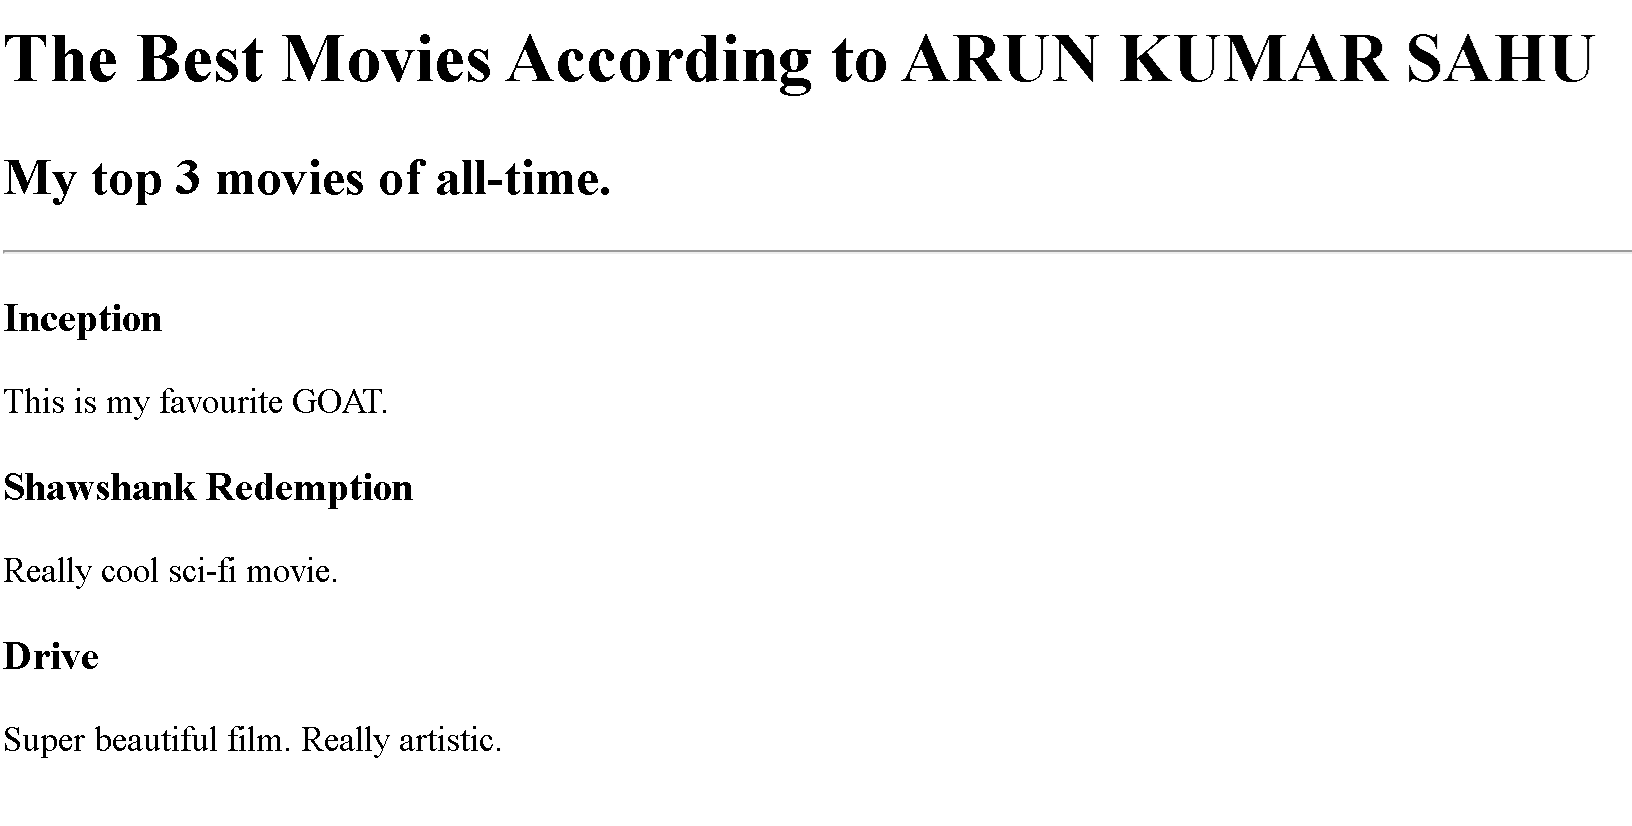 The Best Movies According to ARUN KUMAR SAHU
My top 3 movies of all-time.
Inception
This is my favourite GOAT.
Shawshank Redemption
Really cool sci-fi movie.
Drive
Super beautiful film. Really artistic.